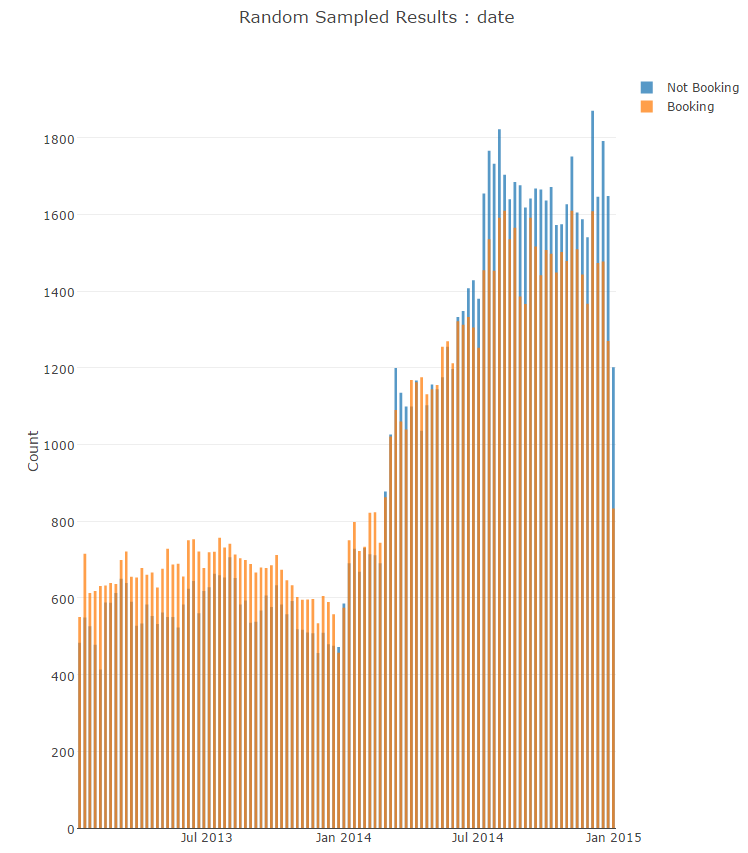 Random Sampled Results : date
Not Booking
Booking
1800
1600
1400
1200
1000
800
600
400
200
0
Count
Jul 2013
Jan 2014
Jul 2014
Jan 2015